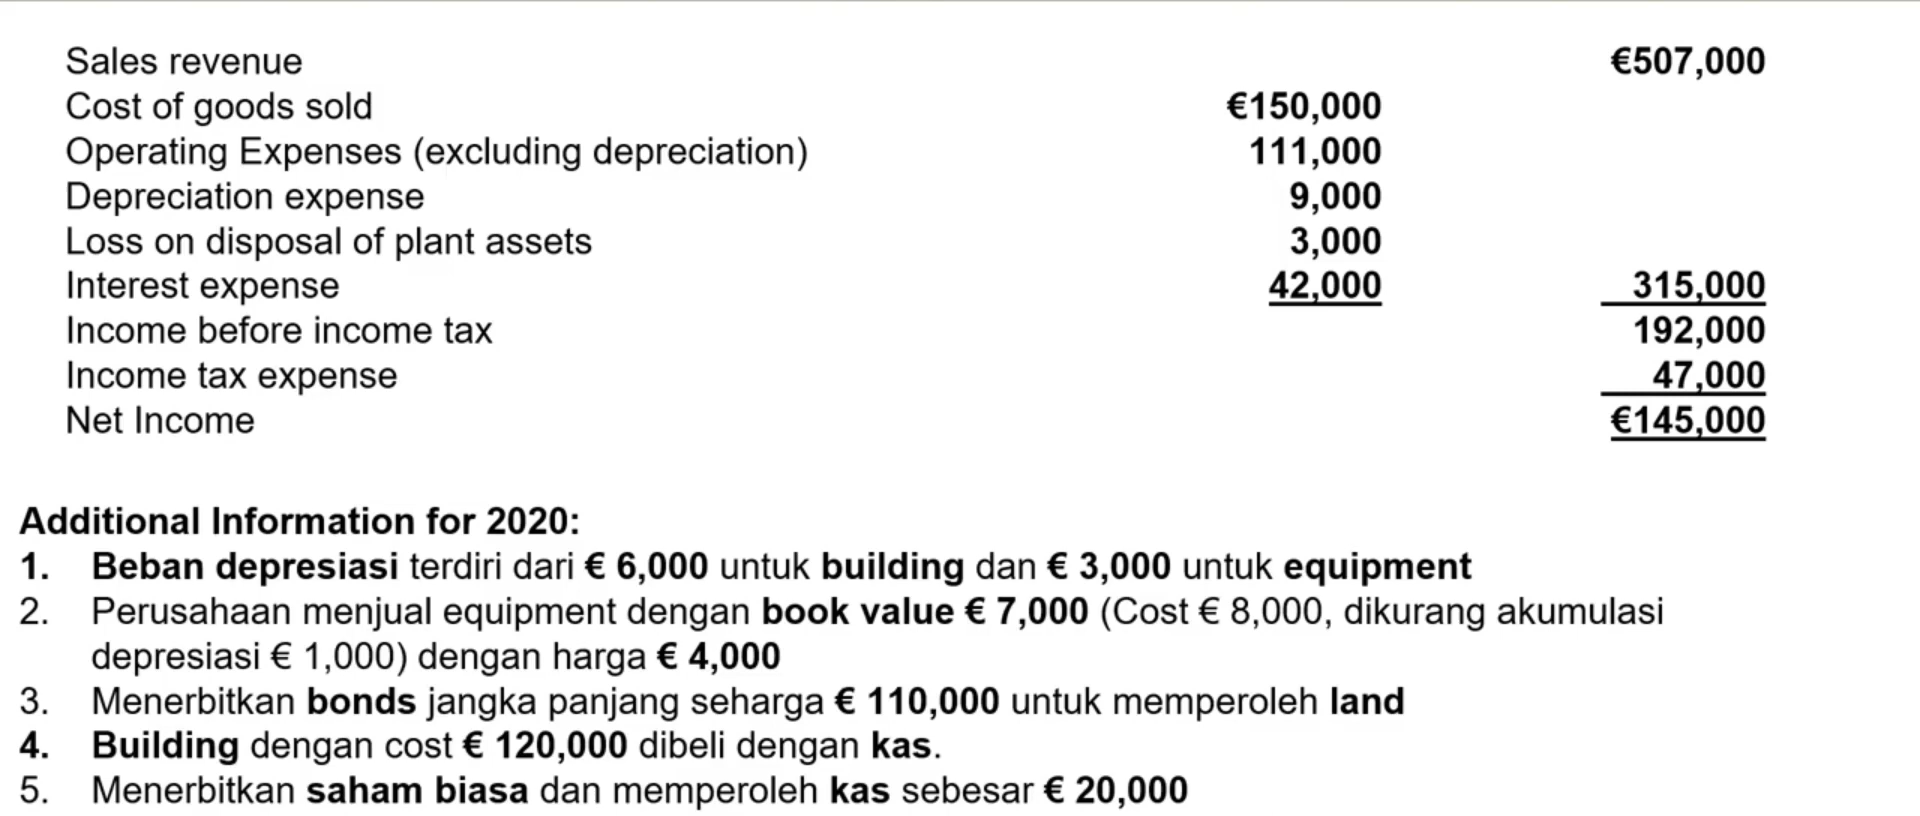 Sales revenue €507,000
Cost of goods sold €150,000
Operating Expenses (excluding depreciation) 111,000
Depreciation expense 9,000
Loss on disposal of plant assets 3,000
Interest expense 42,000 315,000
Income before income tax 192,000
Income tax expense 47,000
Net Income €145,000
Additional Information for 2020:
1. Beban depresiasi terdiri dari € 6,000 untuk building dan € 3,000 untuk equipment
2. Perusahaan menjual equipment dengan book value € 7,000 (Cost € 8,000, dikurang akumulasi
depresiasi € 1,000) dengan harga € 4,000
3. Menerbitkan bonds jangka panjang seharga € 110,000 untuk memperoleh land
4. Building dengan cost € 120,000 dibeli dengan kas.
5. Menerbitkan saham biasa dan memperoleh kas sebesar € 20,000